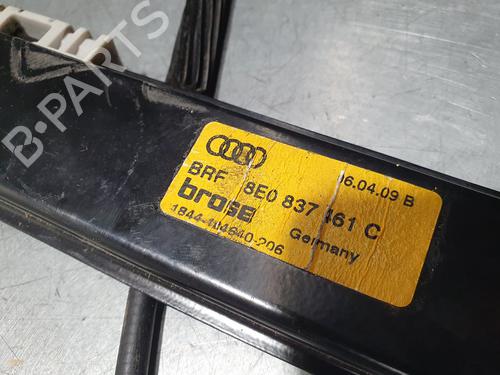 B-PARTS
06.04.09 B
BRF 8E0 837 461 C
brose
Germany